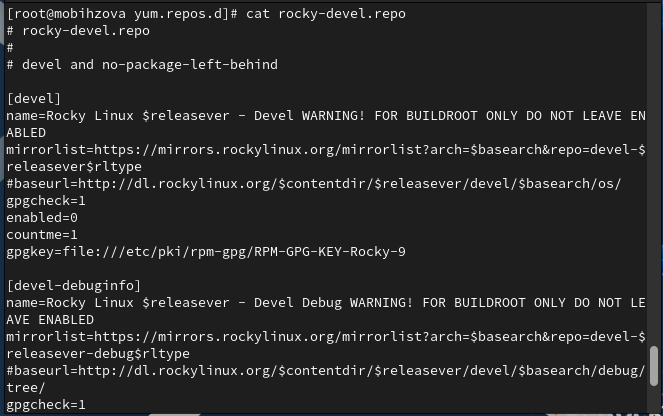 [root@mobihzova yum.repos.d]# cat rocky-devel.repo
# rocky-devel.repo
#
# devel and no-package-left-behind

[devel]
name=Rocky Linux $releasever - Devel WARNING! FOR BUILDROOT ONLY DO NOT LEAVE EN
ABLED
mirrorlist=https://mirrors.rockylinux.org/mirrorlist?arch=$basearch&repo=devel-$
releasever$rltype
#baseurl=http://dl.rockylinux.org/$contentdir/$releasever/devel/$basearch/os/
gpgcheck=1
enabled=0
countme=1
gpgkey=file:///etc/pki/rpm-gpg/RPM-GPG-KEY-Rocky-9

[devel-debuginfo]
name=Rocky Linux $releasever - Devel Debug WARNING! FOR BUILDROOT ONLY DO NOT LE
AVE ENABLED
mirrorlist=https://mirrors.rockylinux.org/mirrorlist?arch=$basearch&repo=devel-$
releasever-debug$rltype
#baseurl=http://dl.rockylinux.org/$contentdir/$releasever/devel/$basearch/debug/
tree/
gpgcheck=1